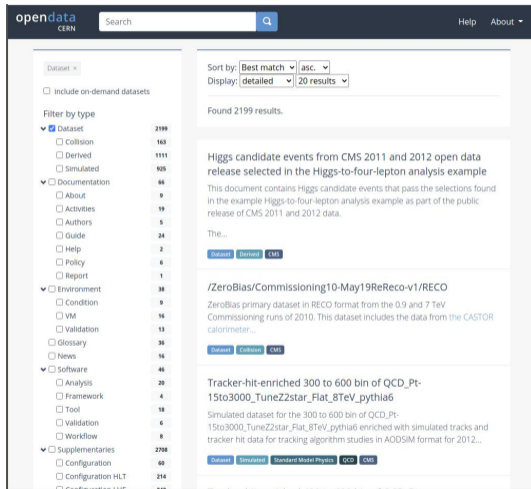 opendata
CERN
Search
Help
About
Dataset ×
Include on-demand datasets
Filter by type
Dataset 2199
Collision 163
Derived 1111
Simulated 925
Documentation 66
About 9
Activities 19
Authors 5
Guide 24
Help 2
Policy 6
Report 1
Environment 38
Condition 9
VM 16
Validation 13
Glossary 36
News 16
Software 46
Analysis 20
Framework 4
Tool 18
Validation 6
Workflow 8
Supplementaries 2708
Configuration 60
Configuration HLT 214
Sort by: Best match asc.
Display: detailed 20 results
Found 2199 results.
Higgs candidate events from CMS 2011 and 2012 open data
release selected in the Higgs-to-four-lepton analysis example
This document contains Higgs candidate events that pass the selections found
in the example Higgs-to-four-lepton analysis example as part of the public
release of CMS 2011 and 2012 data.
The...
Dataset Derived CMS
/ZeroBias/Commissioning10-May19ReReco-v1/RECO
ZeroBias primary dataset in RECO format from the 0.9 and 7 TeV
Commissioning runs of 2010. This dataset includes the data from the CASTOR
calorimeter...
Dataset Collision CMS
Tracker-hit-enriched 300 to 600 bin of QCD_Pt-
15to3000_TuneZ2star_Flat_8TeV_pythia6
Simulated dataset for the 300 to 600 bin of QCD_Pt-
15to3000_TuneZ2star_Flat_8TeV_pythia6 enriched with simulated tracks and
tracker hit data for tracking algorithm studies in AODSIM format for 2012...
Dataset Simulated Standard Model Physics QCD CMS